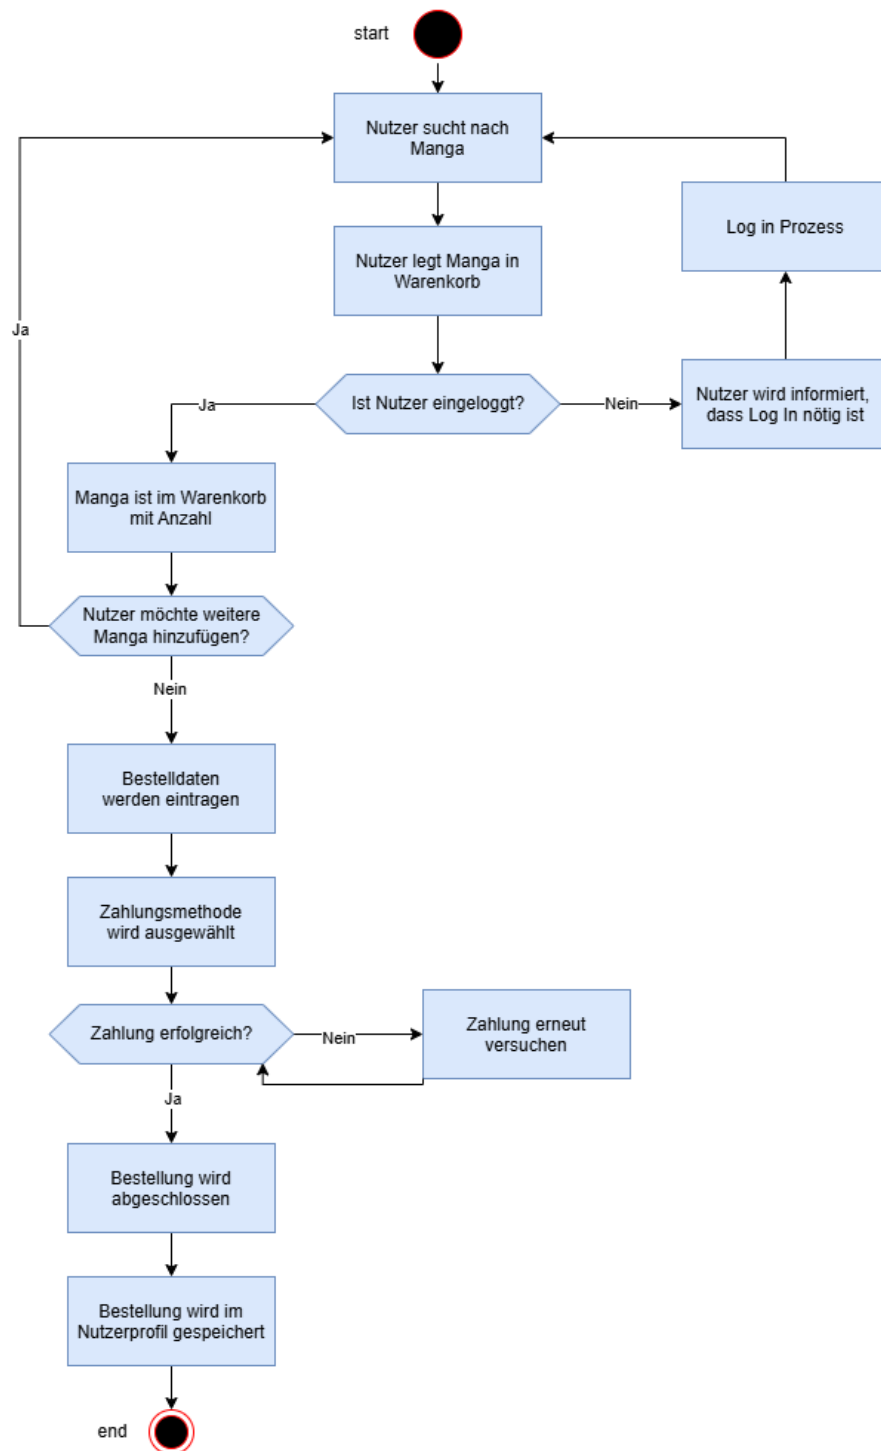 start
Nutzer sucht nach
Manga
Log in Prozess
Nutzer legt Manga in
Warenkorb
Ja
Ist Nutzer eingeloggt?
Ja
Nein
Nutzer wird informiert,
dass Log In nötig ist
Manga ist im Warenkorb
mit Anzahl
Nutzer möchte weitere
Manga hinzufügen?
Nein
Bestelldaten
werden eintragen
Zahlungsmethode
wird ausgewählt
Zahlung erfolgreich?
Nein
Zahlung erneut
versuchen
Ja
Bestellung wird
abgeschlossen
Bestellung wird im
Nutzerprofil gespeichert
end